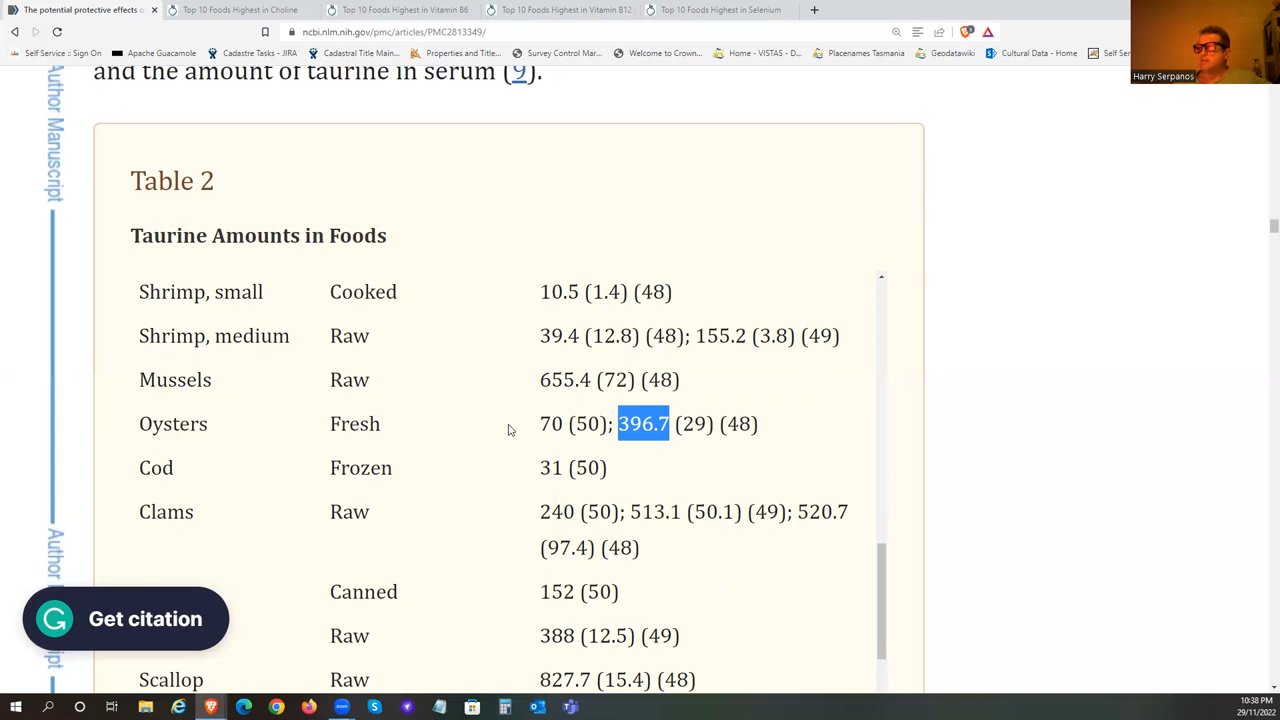 The potential protective effects o
Top 10 Foods Highest in Choline
Top 10 Foods Highest in Vitamin B6
Top 10 Foods Highest in Vitamin B12
Top 10 Foods Highest in Selenium
ncbi.nlm.nih.gov/pmc/articles/PMC2813349/
Self Service :: Sign On
Apache Guacamole
Cadastre Tasks - JIRA
Cadastral Title Main...
Properties and Title...
Survey Control Mar...
Welcome to Crown...
Home - VISTAS - D...
Placenames Tasmania
Geodatawiki
Cultural Data - Home
Self Ser
Harry Serpanos
and the amount of taurine in serum (9).
Author Manuscript
Table 2
Taurine Amounts in Foods
Shrimp, small Cooked 10.5 (1.4) (48)
Shrimp, medium Raw 39.4 (12.8) (48); 155.2 (3.8) (49)
Mussels Raw 655.4 (72) (48)
Oysters Fresh 70 (50); 396.7 (29) (48)
Cod Frozen 31 (50)
Clams Raw 240 (50); 513.1 (50.1) (49); 520.7
(97.4) (48)
Canned 152 (50)
Raw 388 (12.5) (49)
Scallop Raw 827.7 (15.4) (48)
Get citation
10:38 PM
29/11/2022